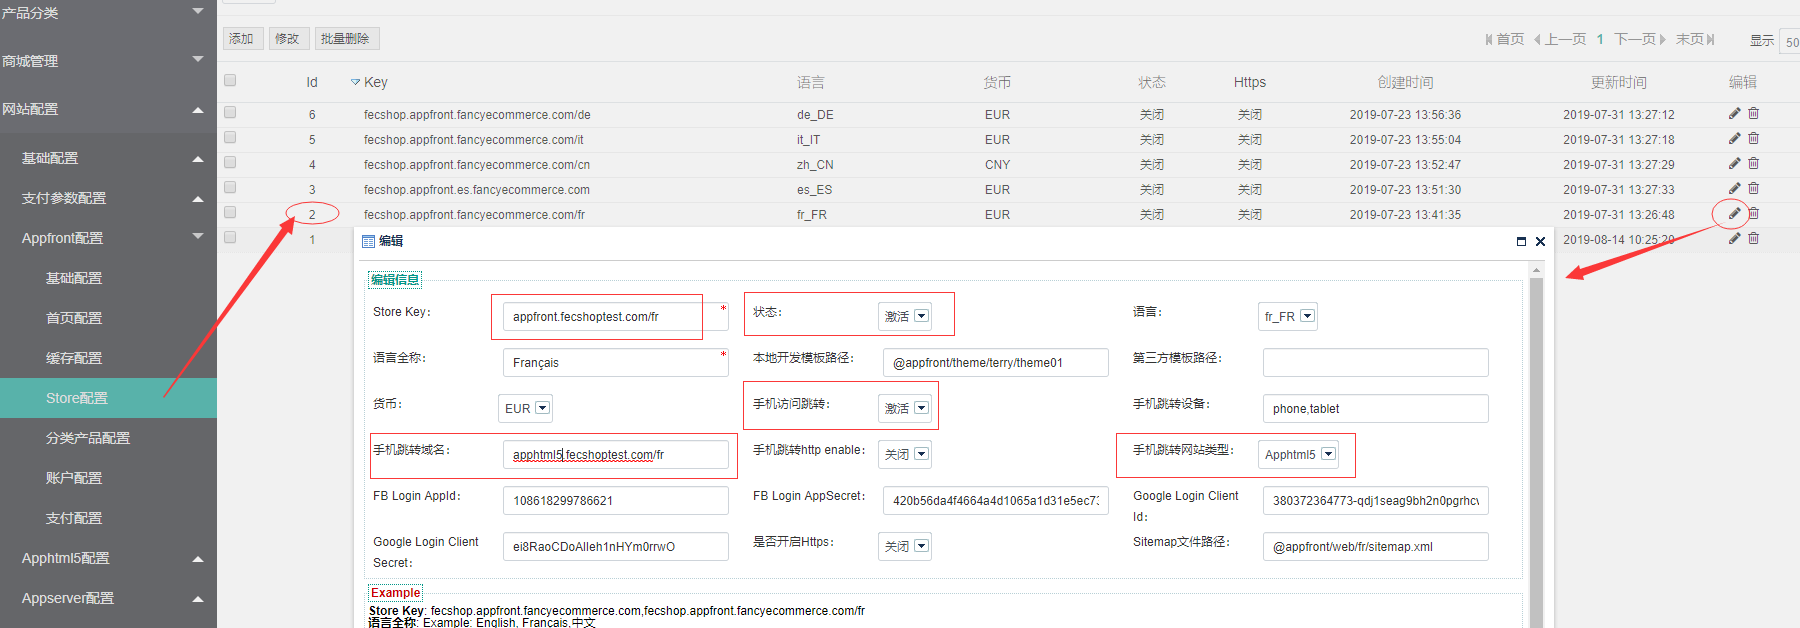 产品分类
商城管理
网站配置
基础配置
支付参数配置
Appfront配置
基础配置
首页配置
缓存配置
Store配置
分类产品配置
账户配置
支付配置
Apphtml5配置
Appserver配置
添加 修改 批量删除
首页 上一页 1 下一页 末页 显示 50
Id Key 语言 货币 状态 Https 创建时间 更新时间 编辑
6 fecshop.appfront.fancyecommerce.com/de de_DE EUR 关闭 关闭 2019-07-23 13:56:36 2019-07-31 13:27:12
5 fecshop.appfront.fancyecommerce.com/it it_IT EUR 关闭 关闭 2019-07-23 13:55:04 2019-07-31 13:27:18
4 fecshop.appfront.fancyecommerce.com/cn zh_CN CNY 关闭 关闭 2019-07-23 13:52:47 2019-07-31 13:27:29
3 fecshop.appfront.es.fancyecommerce.com es_ES EUR 关闭 关闭 2019-07-23 13:51:30 2019-07-31 13:27:33
2 fecshop.appfront.fancyecommerce.com/fr fr_FR EUR 关闭 关闭 2019-07-23 13:41:35 2019-07-31 13:26:48
1 2019-08-14 10:25:20
编辑
编辑信息
Store Key: appfront.fecshoptest.com/fr * 状态: 激活 语言: fr_FR
语言全称: Français * 本地开发模板路径: @appfront/theme/terry/theme01 第三方模板路径:
货币: EUR 手机访问跳转: 激活 手机跳转设备: phone,tablet
手机跳转域名: apphtml5.fecshoptest.com/fr 手机跳转http enable: 关闭 手机跳转网站类型: Apphtml5
FB Login AppId: 108618299786621 FB Login AppSecret: 420b56da4f4664a4d1065a1d31e5ec73 Google Login Client Id: 380372364773-qdj1seag9bh2n0pgrhcv
Google Login Client Secret: ei8RaoCDoAlleh1nHYm0rrwO 是否开启Https: 关闭 Sitemap文件路径: @appfront/web/fr/sitemap.xml
Example
Store Key: fecshop.appfront.fancyecommerce.com,fecshop.appfront.fancyecommerce.com/fr
语言全称: Example: English, Français,中文